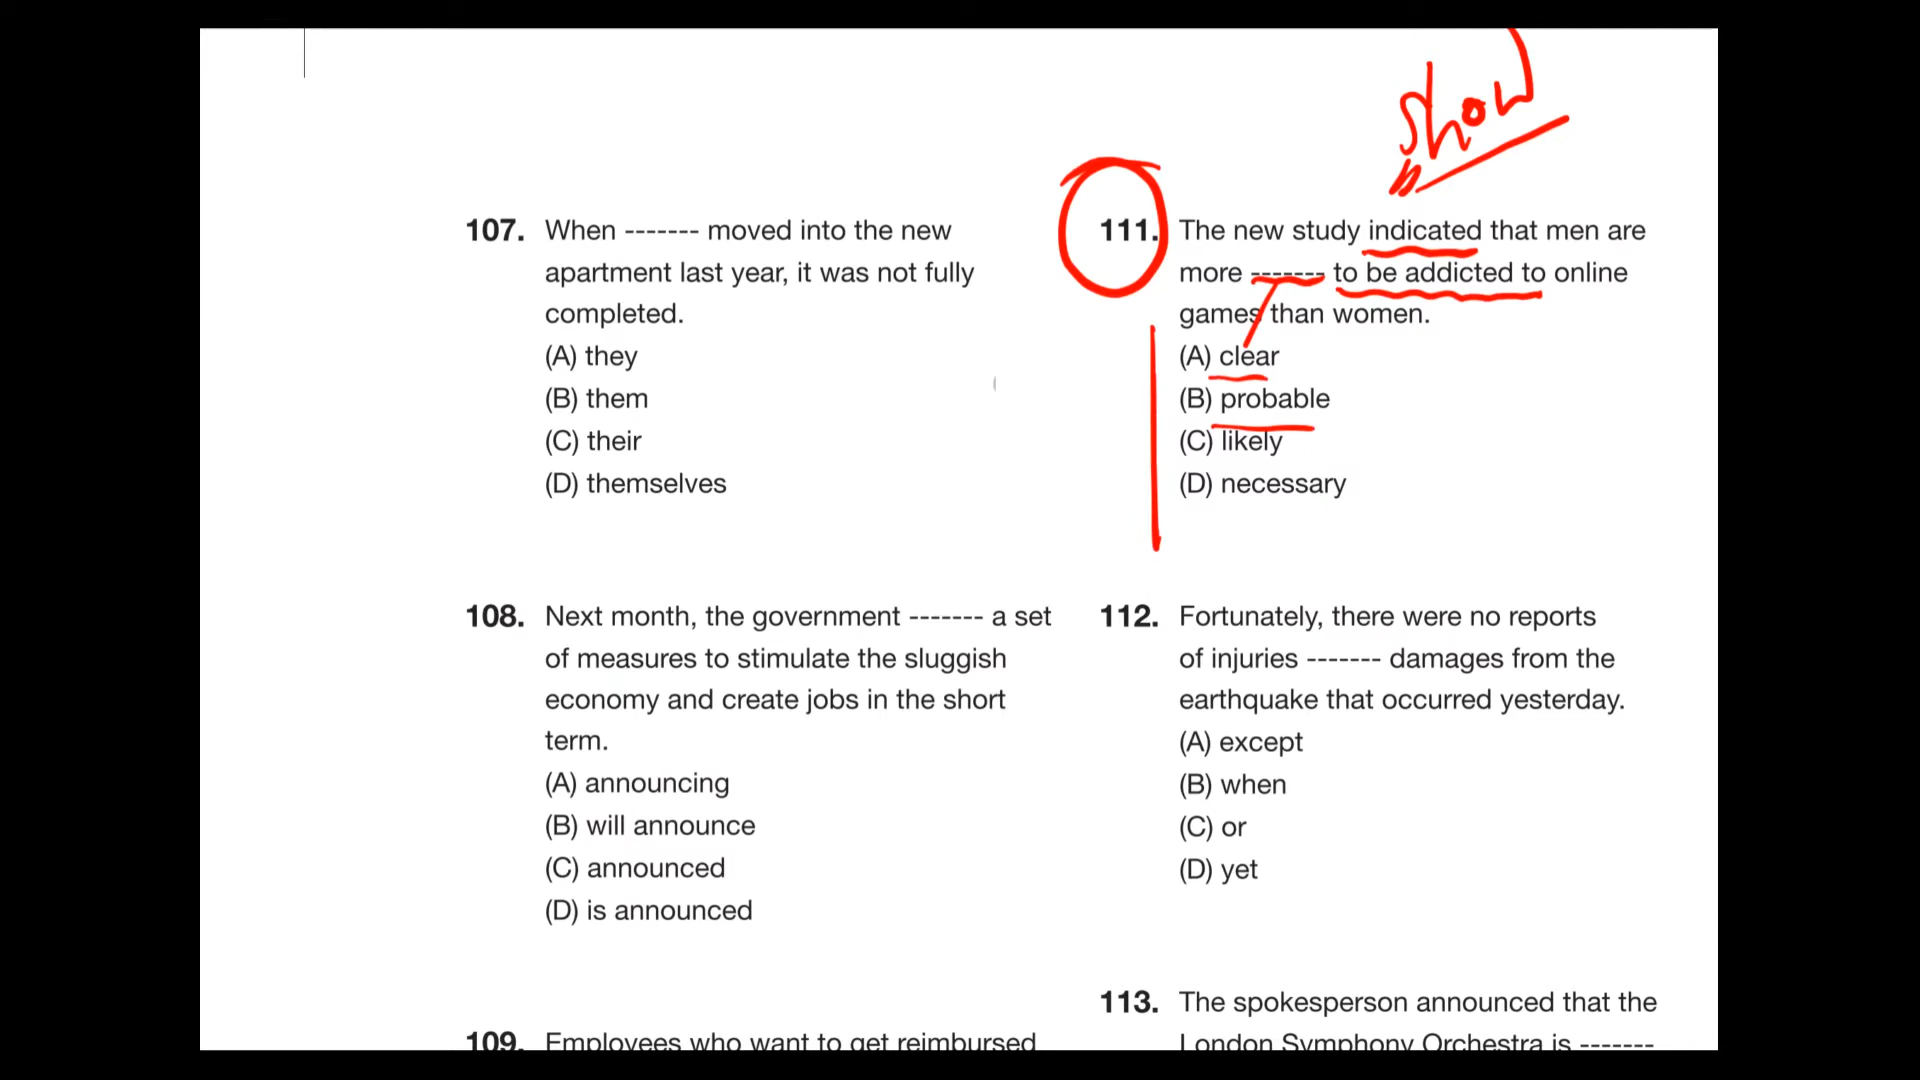 show
107. When ------- moved into the new
apartment last year, it was not fully
completed.
(A) they
(B) them
(C) their
(D) themselves
108. Next month, the government ------- a set
of measures to stimulate the sluggish
economy and create jobs in the short
term.
(A) announcing
(B) will announce
(C) announced
(D) is announced
109. Employees who want to get reimbursed
111. The new study indicated that men are
more ------- to be addicted to online
games than women.
(A) clear
(B) probable
(C) likely
(D) necessary
112. Fortunately, there were no reports
of injuries ------- damages from the
earthquake that occurred yesterday.
(A) except
(B) when
(C) or
(D) yet
113. The spokesperson announced that the
London Symphony Orchestra is -------